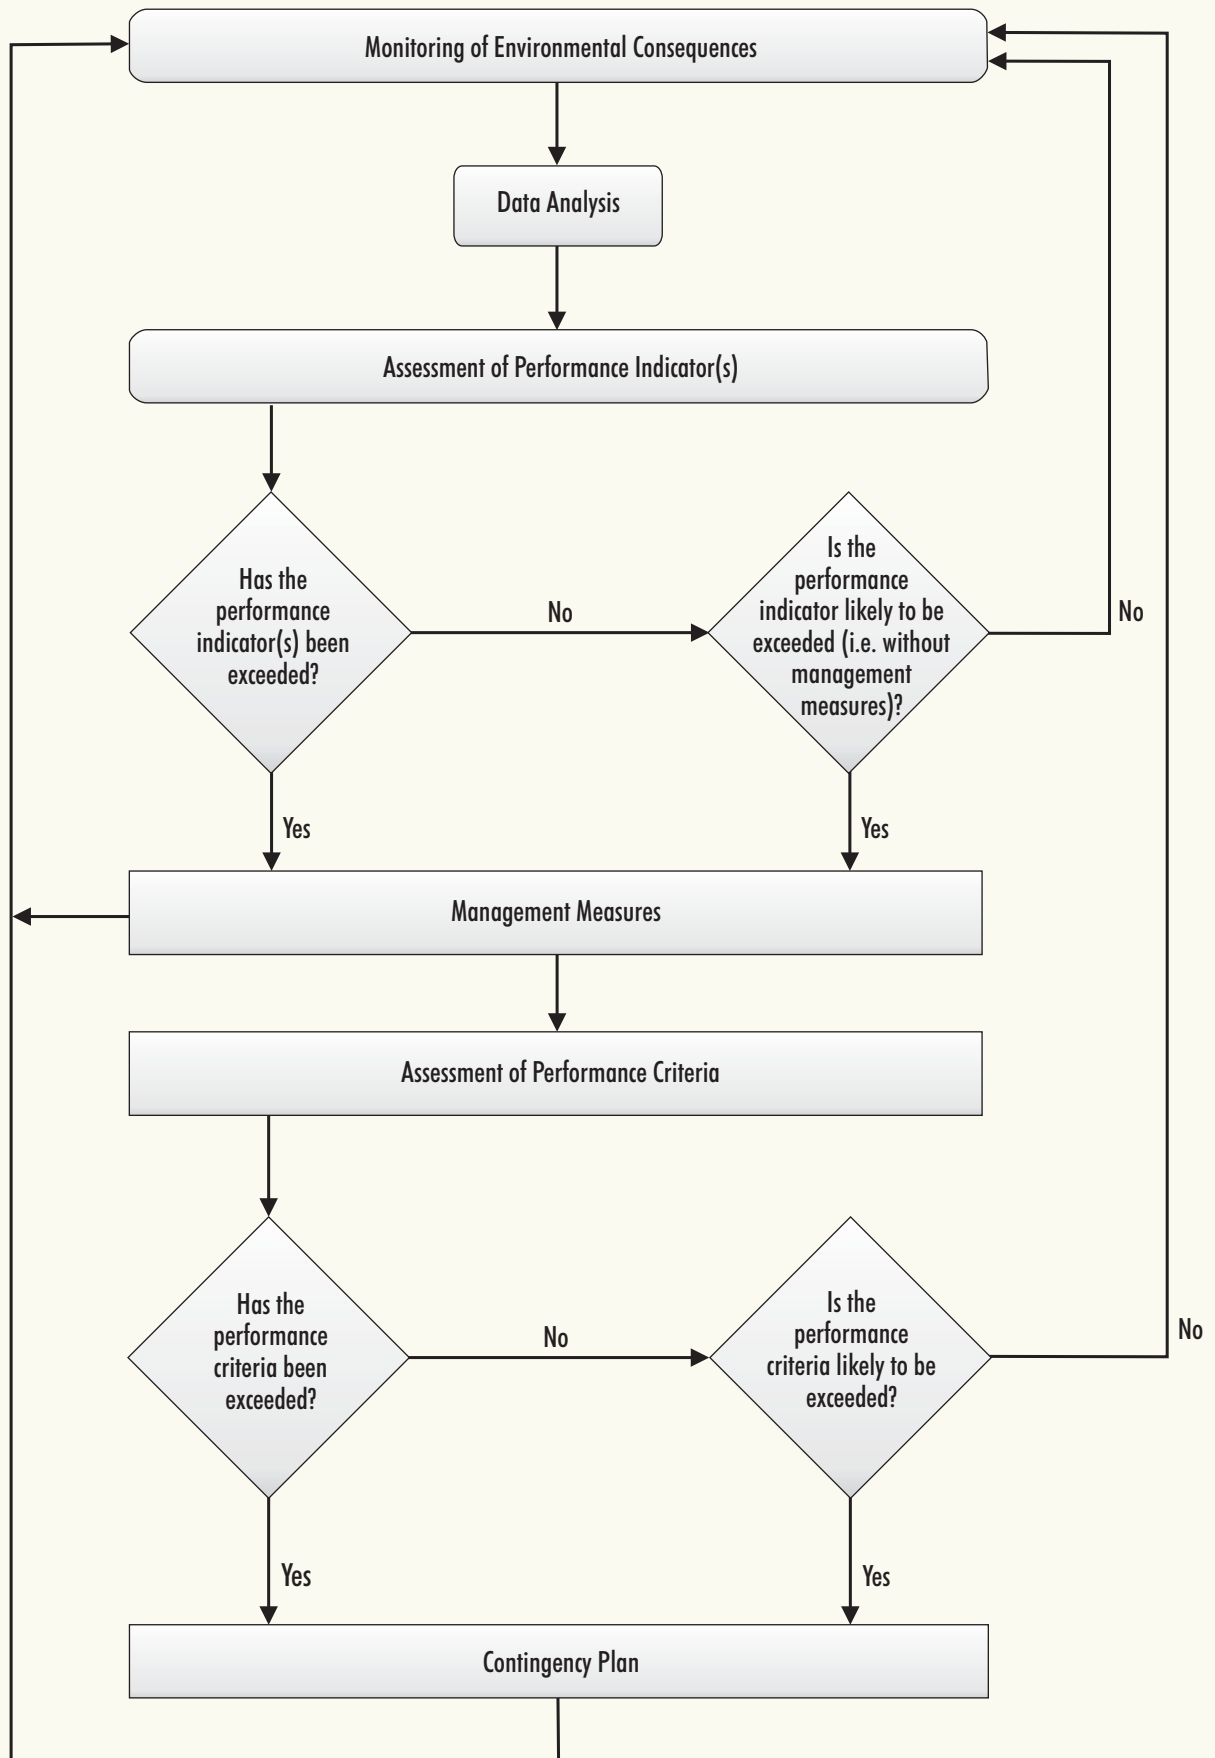 Monitoring of Environmental Consequences
Data Analysis
Assessment of Performance Indicator(s)
Has the
performance
indicator(s) been
exceeded?
No
Is the
performance
indicator likely to be
exceeded (i.e. without
management
measures)?
No
Yes
Yes
Management Measures
Assessment of Performance Criteria
Has the
performance
criteria been
exceeded?
No
Is the
performance
criteria likely to be
exceeded?
No
Yes
Yes
Contingency Plan